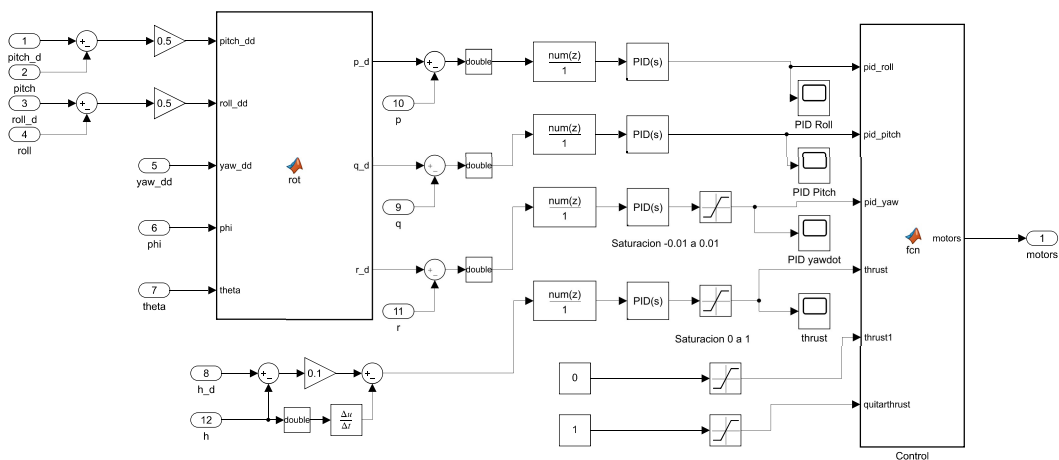 1
pitch_d
2
pitch
3
roll_d
4
roll
+
−
0.5
+
−
0.5
5
yaw_dd
6
phi
7
theta
pitch_dd
roll_dd
yaw_dd
phi
theta
rot
p_d
q_d
r_d
+
−
10
p
double
num(z)
1
PID(s)
+
−
9
q
double
num(z)
1
PID(s)
+
−
11
r
double
num(z)
1
PID(s)
Saturacion -0.01 a 0.01
num(z)
1
PID(s)
Saturacion 0 a 1
8
h_d
12
h
+
−
0.1
+
−
double
Δu
Δt
0
1
PID Roll
PID Pitch
PID yawdot
thrust
pid_roll
pid_pitch
pid_yaw
thrust
thrust1
quitarthrust
fcn
motors
Control
1
motors